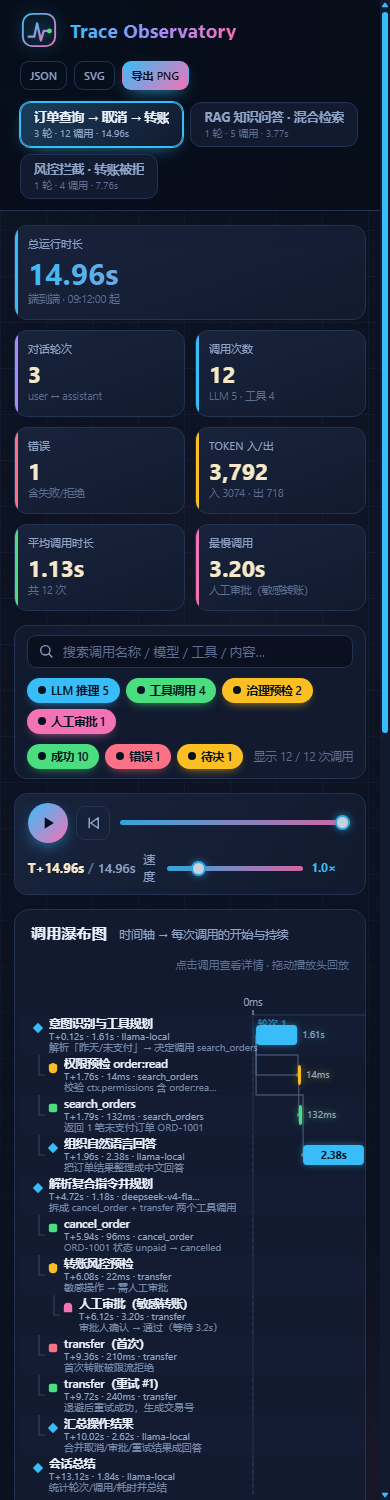 Trace Observatory
JSON
SVG
导出 PNG
订单查询 → 取消 → 转账
3 轮 · 12 调用 · 14.96s
RAG 知识问答 · 混合检索
1 轮 · 5 调用 · 3.77s
风控拦截 · 转账被拒
1 轮 · 4 调用 · 7.76s
总运行时长
14.96s
端到端 · 09:12:00 起
对话轮次
3
user ↔ assistant
调用次数
12
LLM 5 · 工具 4
错误
1
含失败/拒绝
TOKEN 入/出
3,792
入 3074 · 出 718
平均调用时长
1.13s
共 12 次
最慢调用
3.20s
人工审批（敏感转账）
搜索调用名称 / 模型 / 工具 / 内容...
LLM 推理 5
工具调用 4
治理预检 2
人工审批 1
成功 10
错误 1
待决 1
显示 12 / 12 次调用
T+14.96s / 14.96s
速度
1.0×
调用瀑布图
时间轴 → 每次调用的开始与持续
点击调用查看详情 · 拖动播放头回放
0ms
轮次 1
意图识别与工具规划
T+0.12s · 1.61s · llama-local
解析「昨天/未支付」→ 决定调用 search_orders
1.61s
权限预检 order:read
T+1.76s · 14ms · search_orders
校验 ctx.permissions 含 order:rea...
14ms
search_orders
T+1.79s · 132ms · search_orders
返回 1 笔未支付订单 ORD-1001
132ms
组织自然语言回答
T+1.96s · 2.38s · llama-local
把订单结果整理成中文回答
2.38s
解析复合指令并规划
T+4.72s · 1.18s · deepseek-v4-fla...
拆成 cancel_order + transfer 两个工具调用
cancel_order
T+5.94s · 96ms · transfer
ORD-1001 状态 unpaid → cancelled
转账风控预检
T+6.08s · 22ms · transfer
敏感操作 → 需人工审批
人工审批（敏感转账）
T+6.12s · 3.20s · transfer
审批人确认 → 通过（等待 3.2s）
transfer（首次）
T+9.36s · 210ms · transfer
首次转账被限流拒绝
transfer（重试 #1）
T+9.72s · 240ms · transfer
退避后重试成功，生成交易号
汇总操作结果
T+10.02s · 2.62s · llama-local
合并取消/审批/重试结果成回答
会话总结
T+13.12s · 1.84s · llama-local
统计轮次/调用/耗时并总结